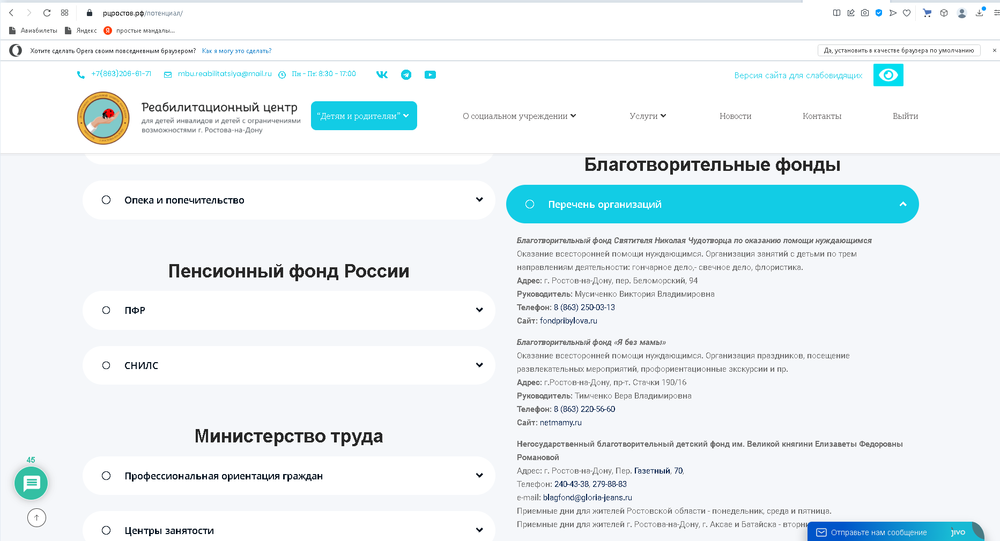 рцростов.рф/потенциал/
Авиабилеты Яндекс Я простые мандалы...
Хотите сделать Opera своим повседневным браузером? Как я могу это сделать? Да, установить в качестве браузера по умолчанию
+7(863)206-61-71 mbu.reabilitatsiya@mail.ru Пн - Пт: 8:30 - 17:00 Версия сайта для слабовидящих
Реабилитационный центр
для детей инвалидов и детей с ограничениями
возможностями г. Ростова-на-Дону
“Детям и родителям” О социальном учреждении Услуги Новости Контакты Выйти
Опека и попечительство
Пенсионный фонд России
ПФР
СНИЛС
Министерство труда
Профессиональная ориентация граждан
Центры занятости
45
Благотворительные фонды
Перечень организаций
Благотворительный фонд Святителя Николая Чудотворца по оказанию помощи нуждающимся
Оказание всесторонней помощи нуждающимся. Организация занятий с детьми по трем
направлениям деятельности: гончарное дело,- свечное дело, флористика.
Адрес: г. Ростов-на-Дону, пер. Беломорский, 94
Руководитель: Мусиченко Виктория Владимировна
Телефон: 8 (863) 250-03-13
Сайт: fondpribylova.ru
Благотворительный фонд «Я без мамы»
Оказание всесторонней помощи нуждающимся. Организация праздников, посещение
развлекательных мероприятий, профориентационные экскурсии и пр.
Адрес: г.Ростов-на-Дону, пр-т. Стачки 190/16
Руководитель: Тимченко Вера Владимировна
Телефон: 8 (863) 220-56-60
Сайт: netmamy.ru
Негосударственный благотворительный детский фонд им. Великой княгини Елизаветы Федоровны
Романовой
Адрес: г. Ростов-на-Дону, Пер. Газетный, 70,
Телефон: 240-43-38, 279-88-83
e-mail: blagfond@gloria-jeans.ru
Приемные дни для жителей Ростовской области - понедельник, среда и пятница.
Приемные дни для жителей г. Ростова-на-Дону, г. Аксае и Батайска -
Отправьте нам сообщение jivo